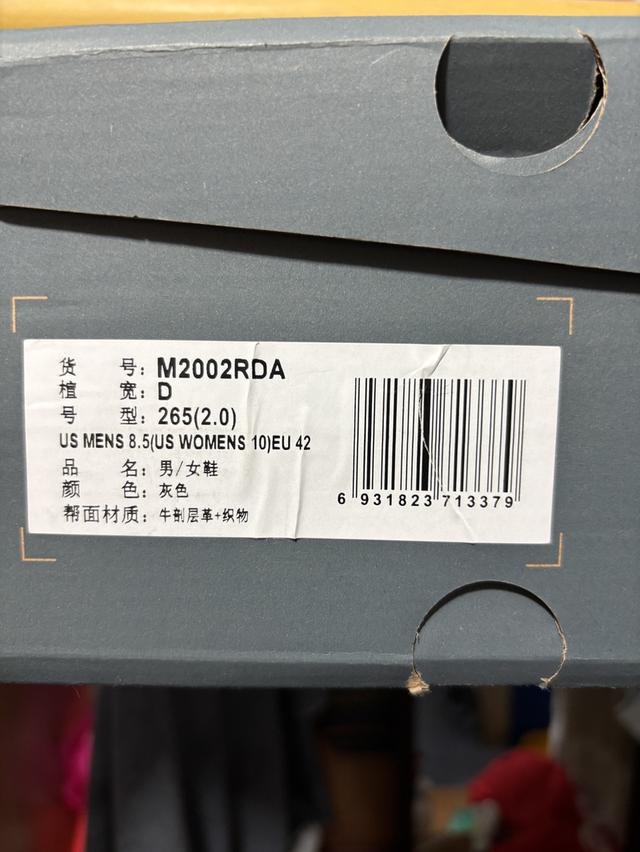 货 号：M2002RDA
楦 宽：D
号 型：265(2.0)
US MENS 8.5(US WOMENS 10)EU 42
品 名：男/女鞋
颜 色：灰色
帮面材质：牛剖层革+织物
6 931823 713379